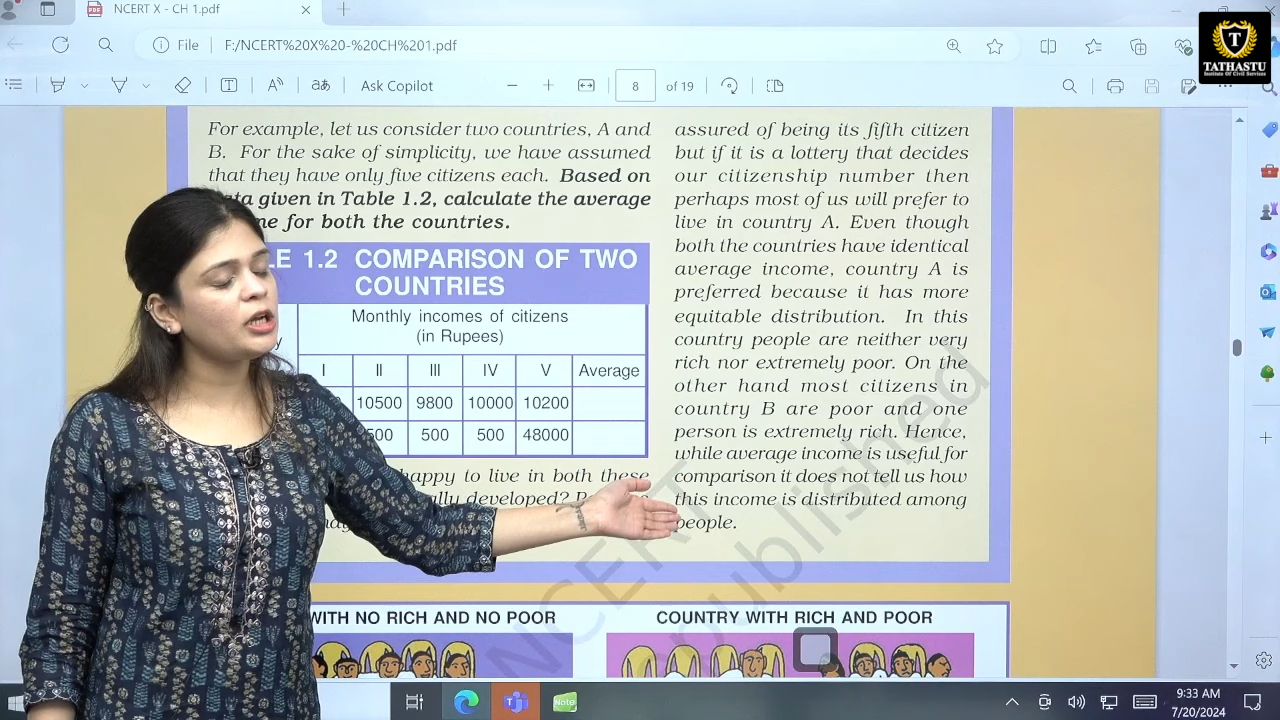 NCERT X - CH 1.pdf
File
F:/NCERT%20X%20-%20CH%201.pdf
T
TATHASTU
Institute Of Civil Services
Ask Copilot
8
of 19
For example, let us consider two countries, A and
B. For the sake of simplicity, we have assumed
that they have only five citizens each. Based on
given in Table 1.2, calculate the average
for both the countries.
1.2 COMPARISON OF TWO
COUNTRIES
Monthly incomes of citizens
(in Rupees)
I II III IV V Average
10500 9800 10000 10200
500 500 48000
happy to live in both these
developed?
assured of being its fifth citizen
but if it is a lottery that decides
our citizenship number then
perhaps most of us will prefer to
live in country A. Even though
both the countries have identical
average income, country A is
preferred because it has more
equitable distribution. In this
country people are neither very
rich nor extremely poor. On the
other hand most citizens in
country B are poor and one
person is extremely rich. Hence,
while average income is useful for
comparison it does not tell us how
this income is distributed among
people.
NCERT
published
WITH NO RICH AND NO POOR
COUNTRY WITH RICH AND POOR
Note
9:33 AM
7/20/2024